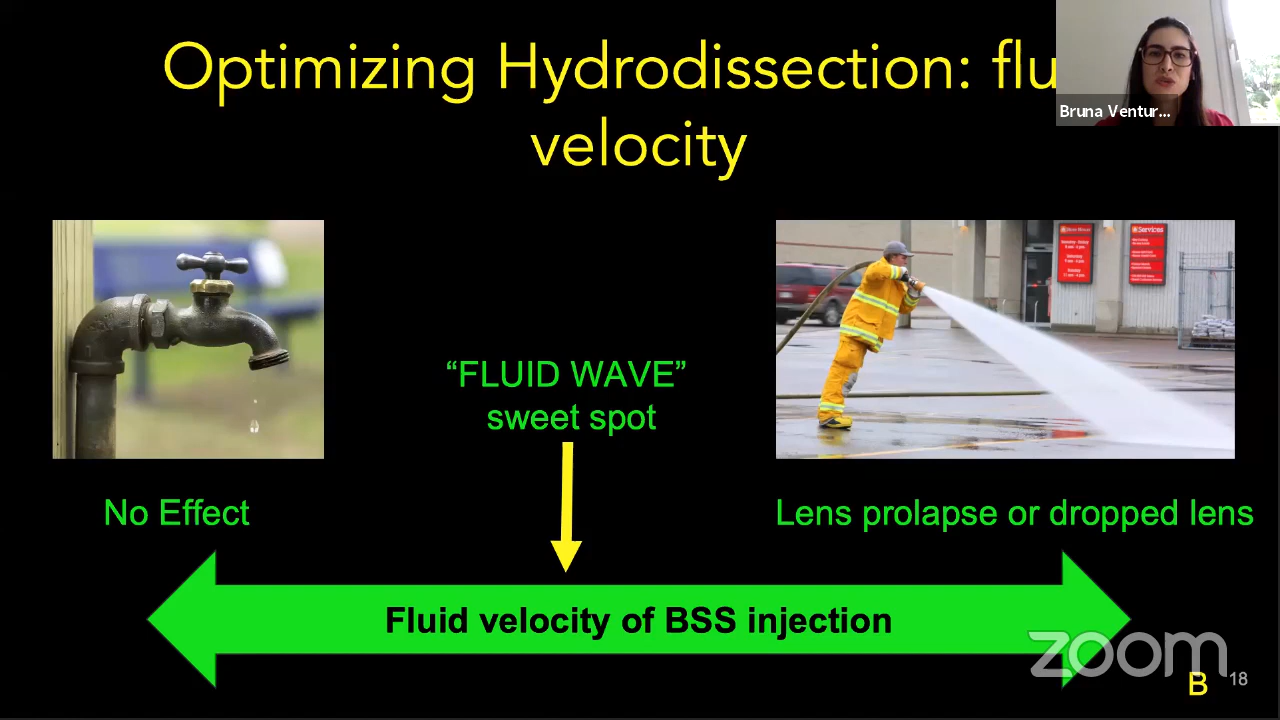 Optimizing Hydrodissection: flu
velocity
Bruna Ventur...
Services
“FLUID WAVE”
sweet spot
No Effect
Lens prolapse or dropped lens
Fluid velocity of BSS injection
zoom
B
18